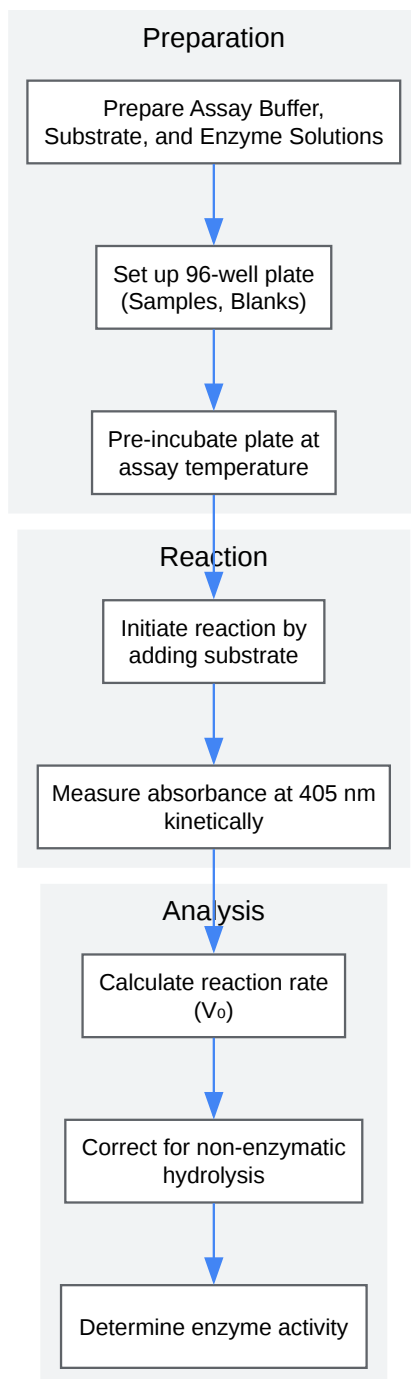 Preparation
Prepare Assay Buffer,
Substrate, and Enzyme Solutions
Set up 96-well plate
(Samples, Blanks)
Pre-incubate plate at
assay temperature
Reaction
Initiate reaction by
adding substrate
Measure absorbance at 405 nm
kinetically
Analysis
Calculate reaction rate
(V₀)
Correct for non-enzymatic
hydrolysis
Determine enzyme activity